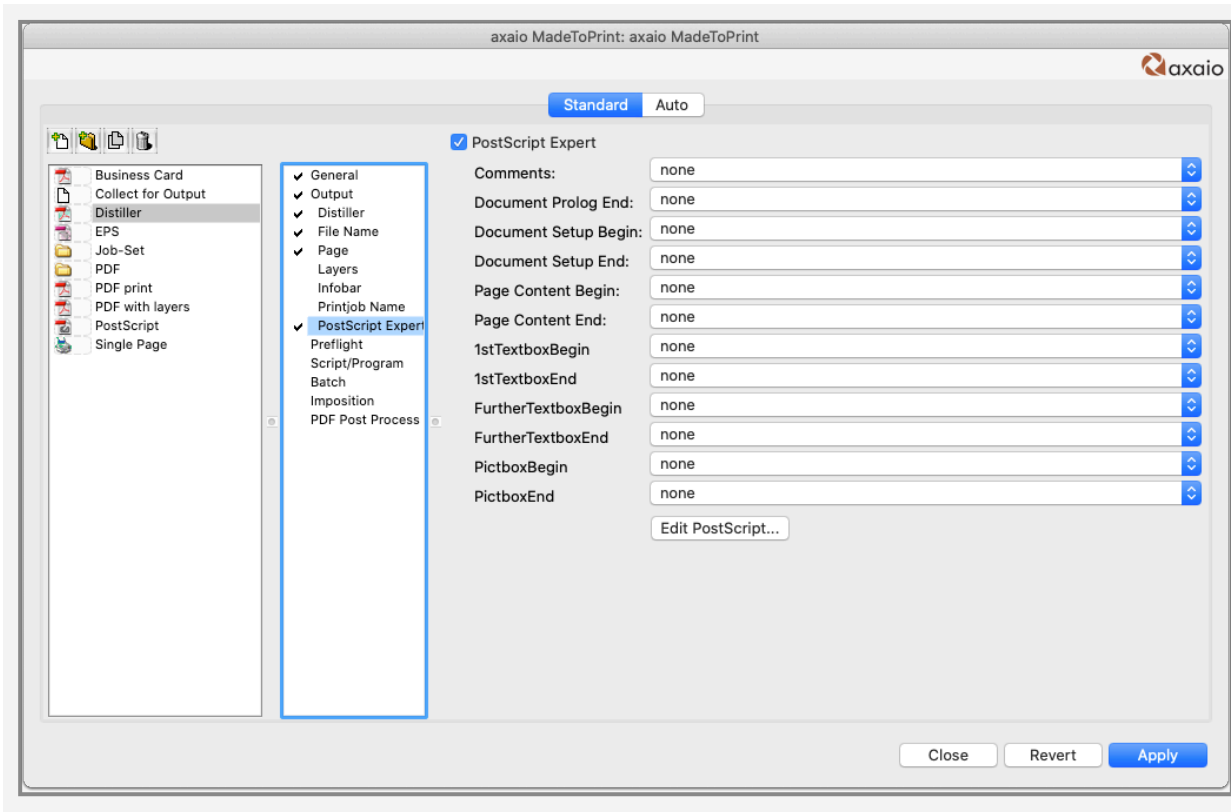 axaio MadeToPrint: axaio MadeToPrint
axaio
Standard Auto
Business Card
Collect for Output
Distiller
EPS
Job-Set
PDF
PDF print
PDF with layers
PostScript
Single Page
General
Output
Distiller
File Name
Page
Layers
Infobar
Printjob Name
PostScript Expert
Preflight
Script/Program
Batch
Imposition
PDF Post Process
PostScript Expert
Comments: none
Document Prolog End: none
Document Setup Begin: none
Document Setup End: none
Page Content Begin: none
Page Content End: none
1stTextboxBegin none
1stTextboxEnd none
FurtherTextboxBegin none
FurtherTextboxEnd none
PictboxBegin none
PictboxEnd none
Edit PostScript...
Close Revert Apply